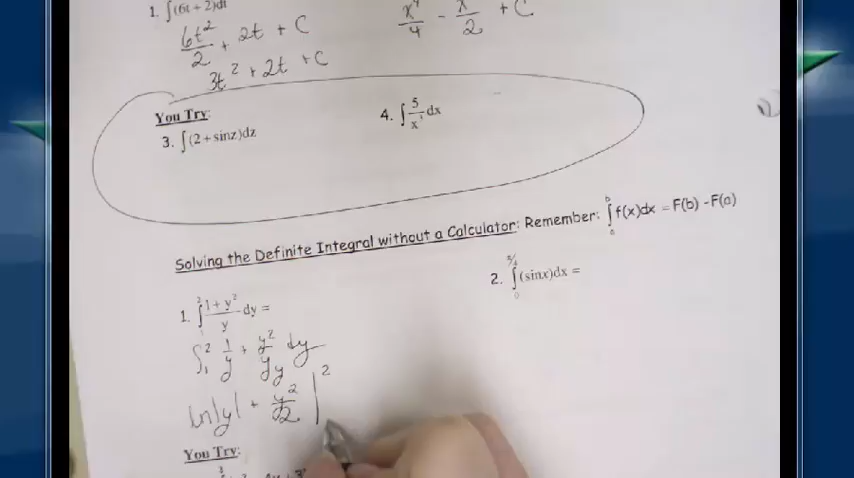 1. ∫(6t + 2)dt
6t²/2 + 2t + C
3t² + 2t + C
x⁴/4 - x/2 + C
You Try:
3. ∫(2 + sinz)dz
4. ∫ 5/x dx
Solving the Definite Integral without a Calculator: Remember: ∫f(x)dx = F(b) - F(a)
1. ∫ 1 + y²/y dy =
∫₁² 1/y + y²/y dy
ln|y| + y²/2 |²
2. ∫(sinx)dx =
You Try: